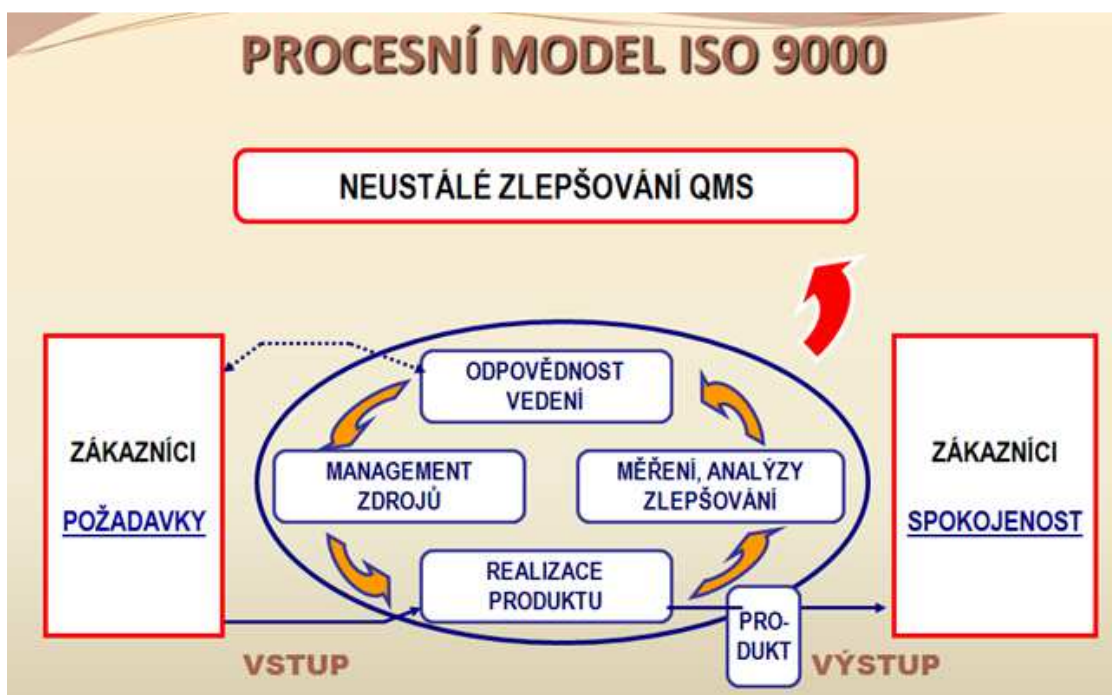 PROCESNÍ MODEL ISO 9000
NEUSTÁLÉ ZLEPŠOVÁNÍ QMS
ZÁKAZNÍCI
POŽADAVKY
ODPOVĚDNOST
VEDENÍ
MANAGEMENT
ZDROJŮ
MĚŘENÍ, ANALÝZY
ZLEPŠOVÁNÍ
REALIZACE
PRODUKTU
PRO-
DUKT
ZÁKAZNÍCI
SPOKOJENOST
VSTUP
VÝSTUP